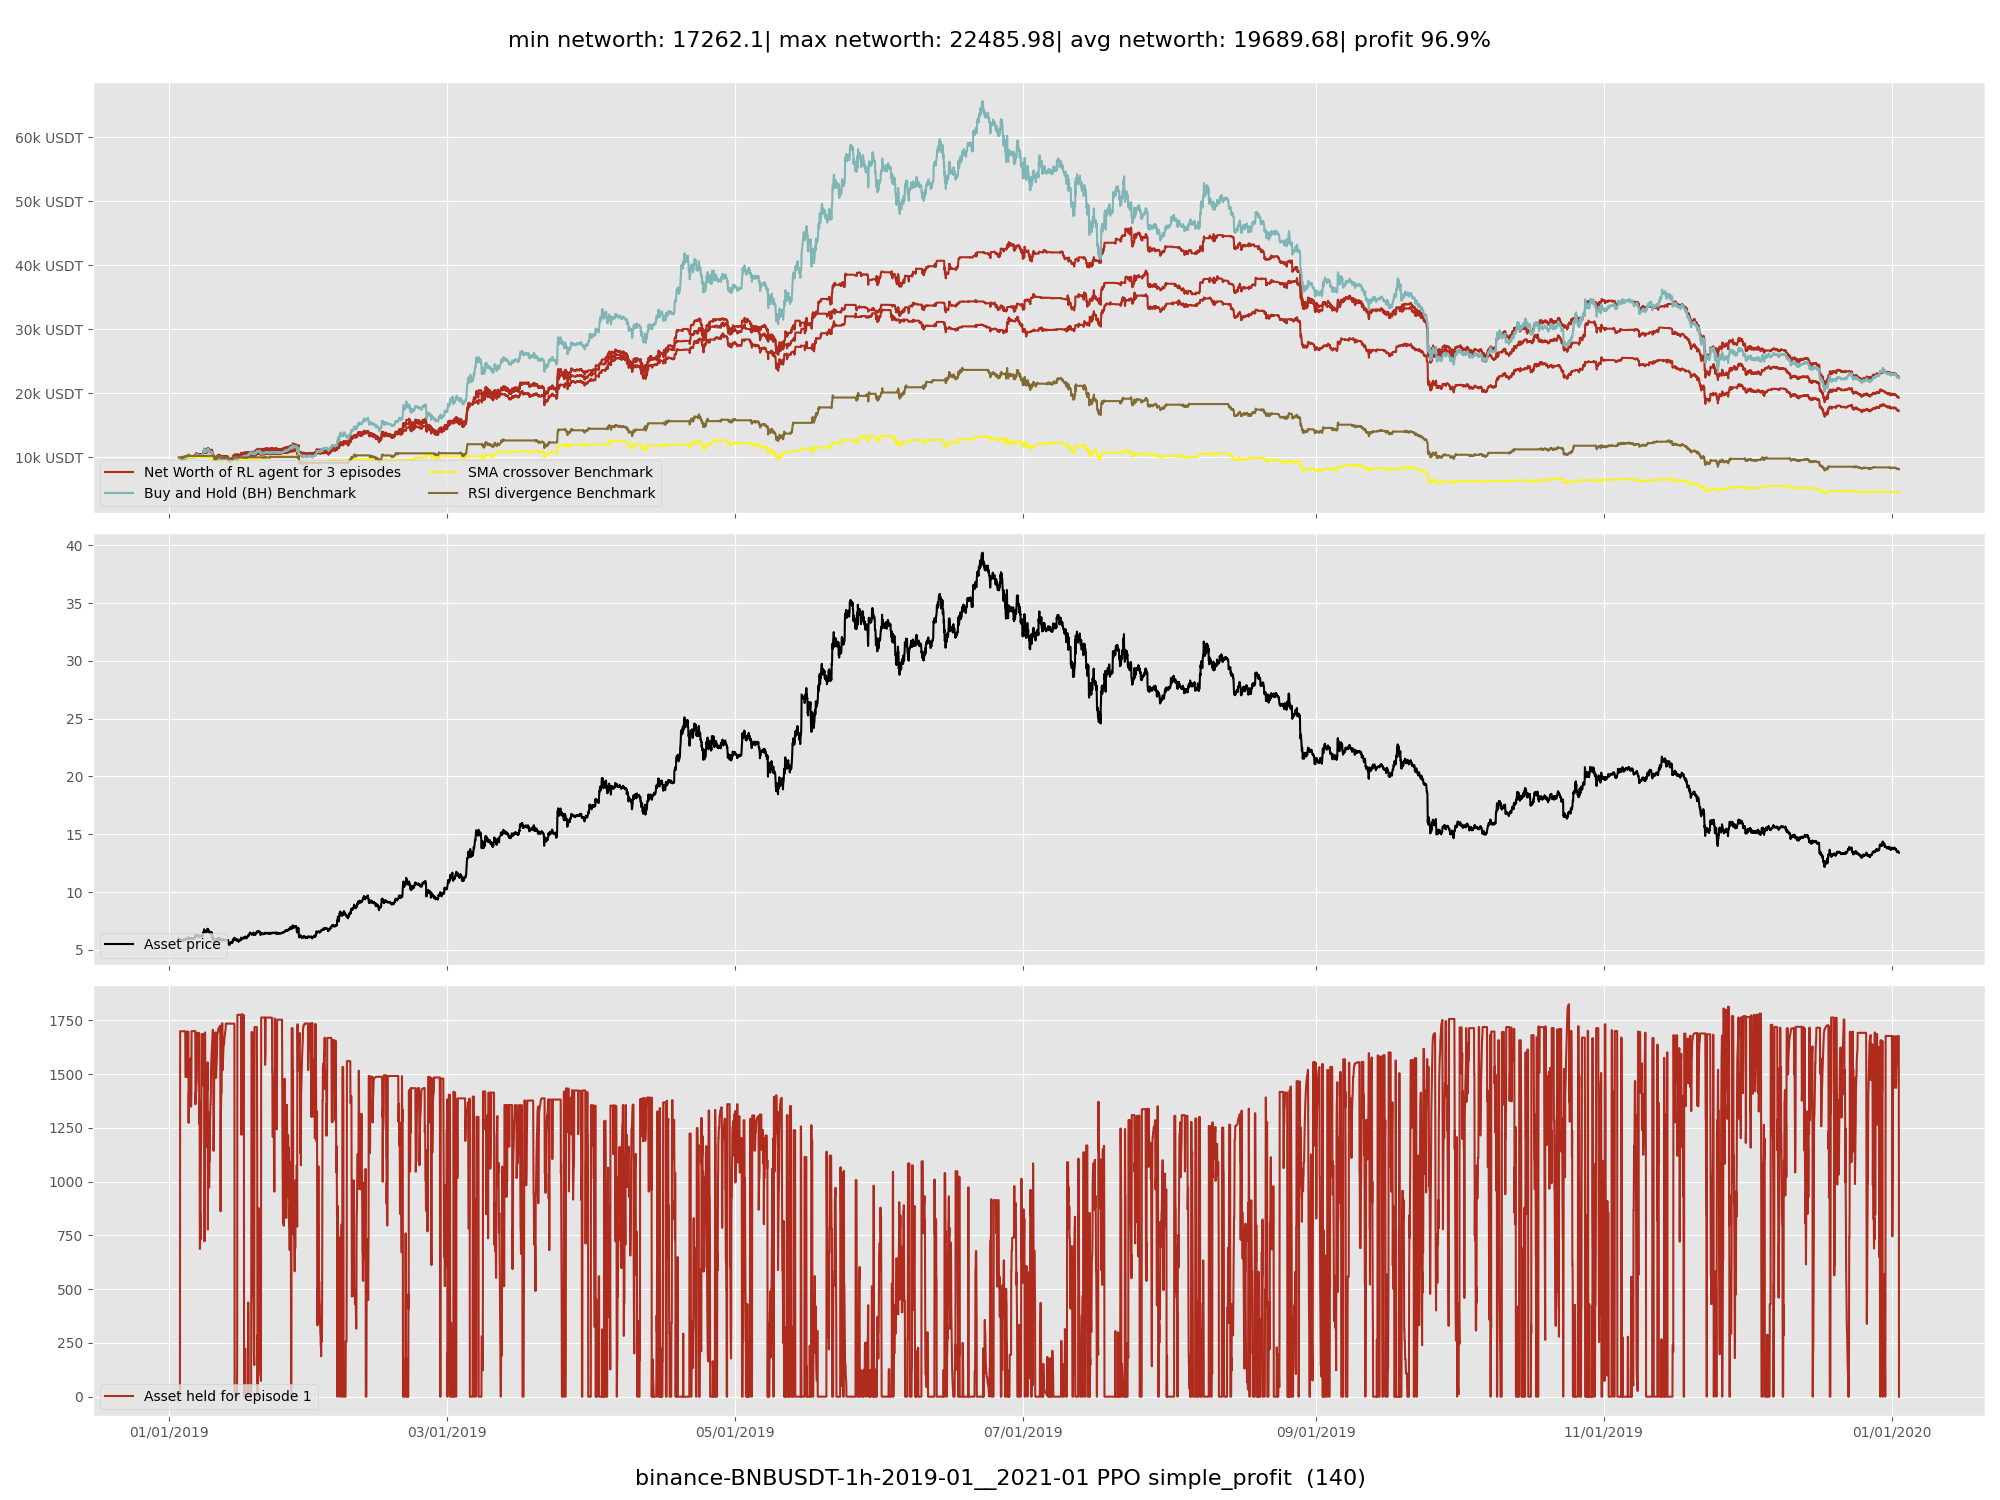 min networth: 17262.1| max networth: 22485.98| avg networth: 19689.68| profit 96.9%
60k USDT
50k USDT
40k USDT
30k USDT
20k USDT
10k USDT
Net Worth of RL agent for 3 episodes
Buy and Hold (BH) Benchmark
SMA crossover Benchmark
RSI divergence Benchmark
40
35
30
25
20
15
10
5
Asset price
1750
1500
1250
1000
750
500
250
0
Asset held for episode 1
01/01/2019
03/01/2019
05/01/2019
07/01/2019
09/01/2019
11/01/2019
01/01/2020
binance-BNBUSDT-1h-2019-01__2021-01 PPO simple_profit  (140)